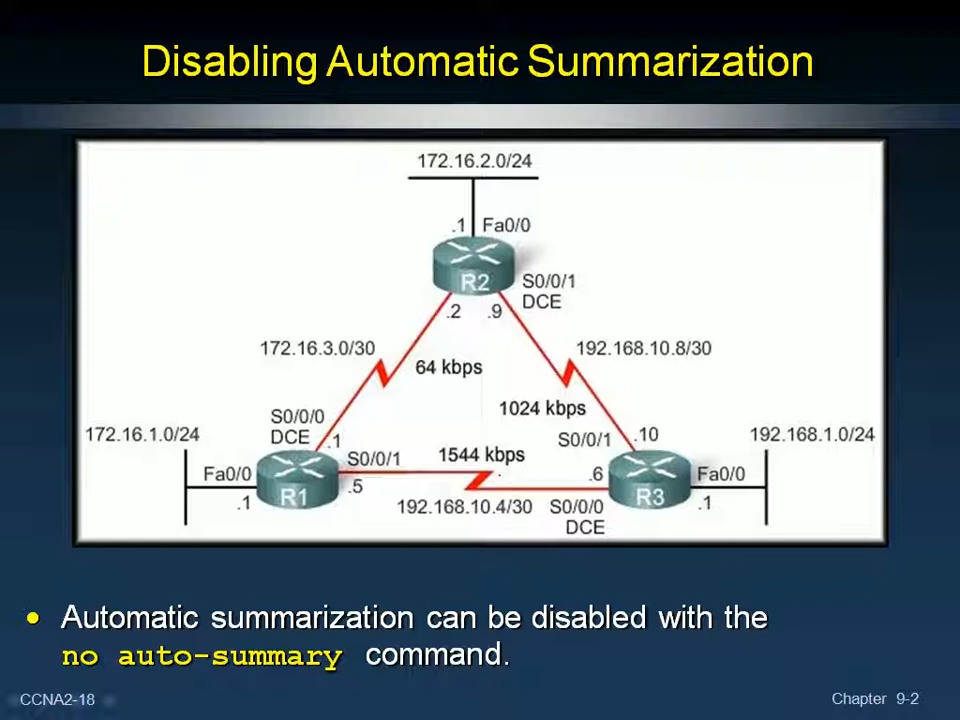 Disabling Automatic Summarization
172.16.2.0/24
.1 Fa0/0
R2
S0/0/1
DCE
.2 .9
172.16.3.0/30
192.168.10.8/30
64 kbps
1024 kbps
S0/0/0
DCE
.1
S0/0/1
.10
172.16.1.0/24
192.168.1.0/24
S0/0/1
1544 kbps
Fa0/0
.1
R1
.5
.6
R3
Fa0/0
.1
192.168.10.4/30
S0/0/0
DCE
• Automatic summarization can be disabled with the
no auto-summary command.
CCNA2-18
Chapter 9-2